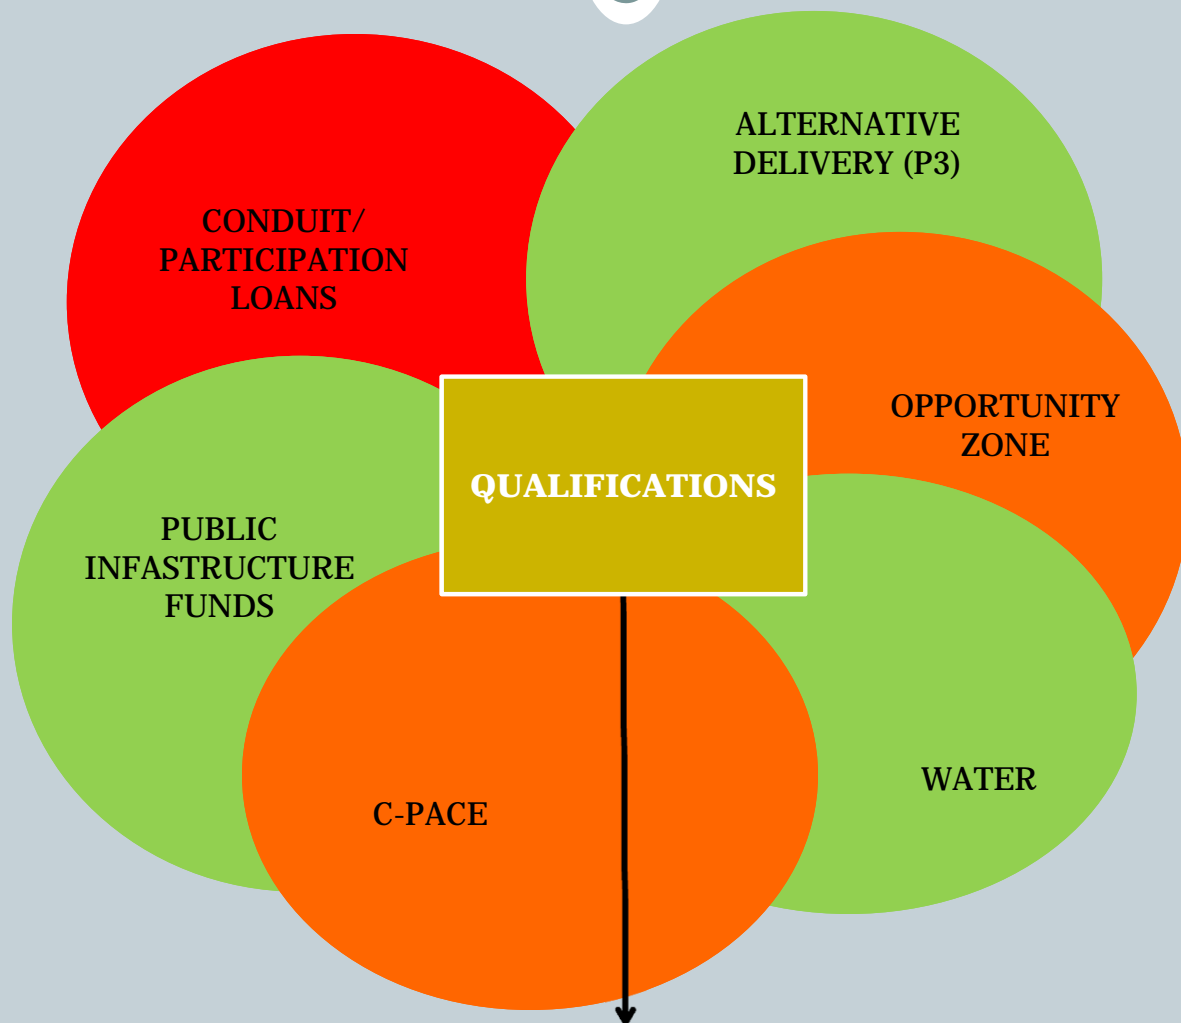 ALTERNATIVE
DELIVERY (P3)
CONDUIT/
PARTICIPATION
LOANS
OPPORTUNITY
ZONE
QUALIFICATIONS
PUBLIC
INFASTRUCTURE
FUNDS
WATER
C-PACE